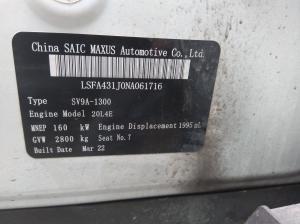 China SAIC MAXUS Automotive Co.,Ltd.
LSFA431J0NA061716
Type SV9A-1300
Engine Model 20L4E
MNEP 160 kW Engine Displacement 1995 mL
GVW 2800 kg Seat No. 7
Built Date Mar 22